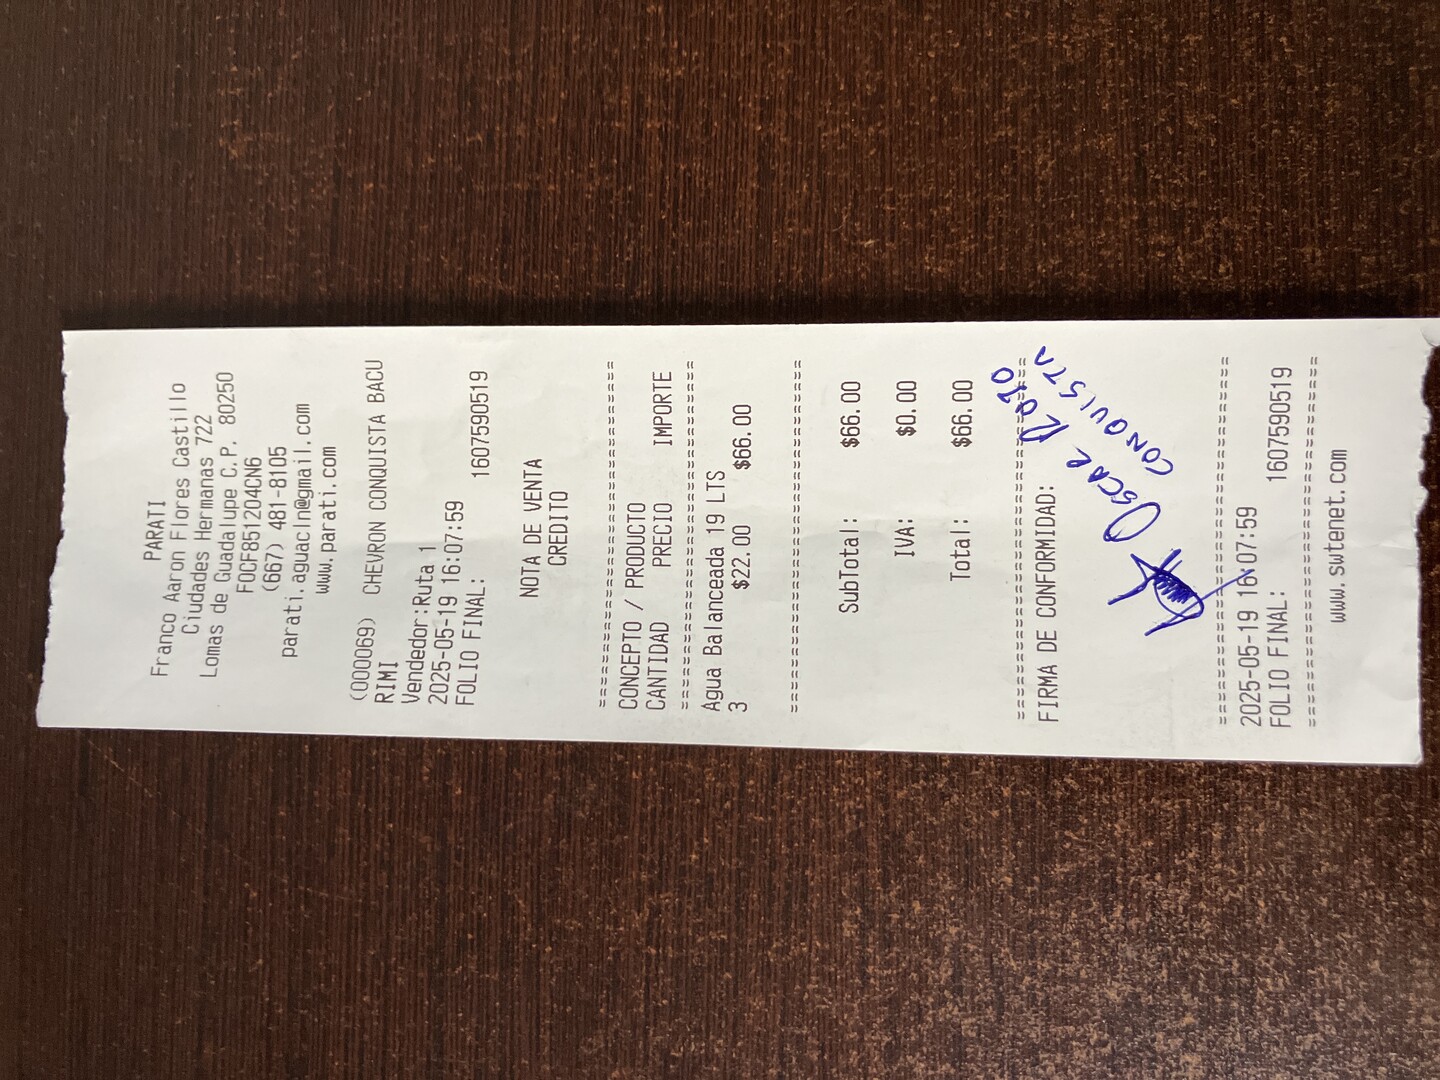 PARATI
Franco Aaron Flores Castillo
Ciudades Hermanas 722
Lomas de Guadalupe C.P. 80250
FOCF851204CN6
(667) 481-8105
parati.aguacln@gmail.com
www.parati.com
(000069) CHEVRON CONQUISTA BACU
RIMI
Vendedor:Ruta 1
2025-05-19 16:07:59
FOLIO FINAL: 1607590519
NOTA DE VENTA
CREDITO
==============================
CONCEPTO / PRODUCTO
CANTIDAD PRECIO IMPORTE
==============================
Agua Balanceada 19 LTS
3 $22.00 $66.00
==============================
SubTotal: $66.00
IVA: $0.00
Total: $66.00
==============================
FIRMA DE CONFORMIDAD:
OSCAR
CONQUISTA
==============================
2025-05-19 16:07:59
FOLIO FINAL: 1607590519
==============================
www.swtenet.com